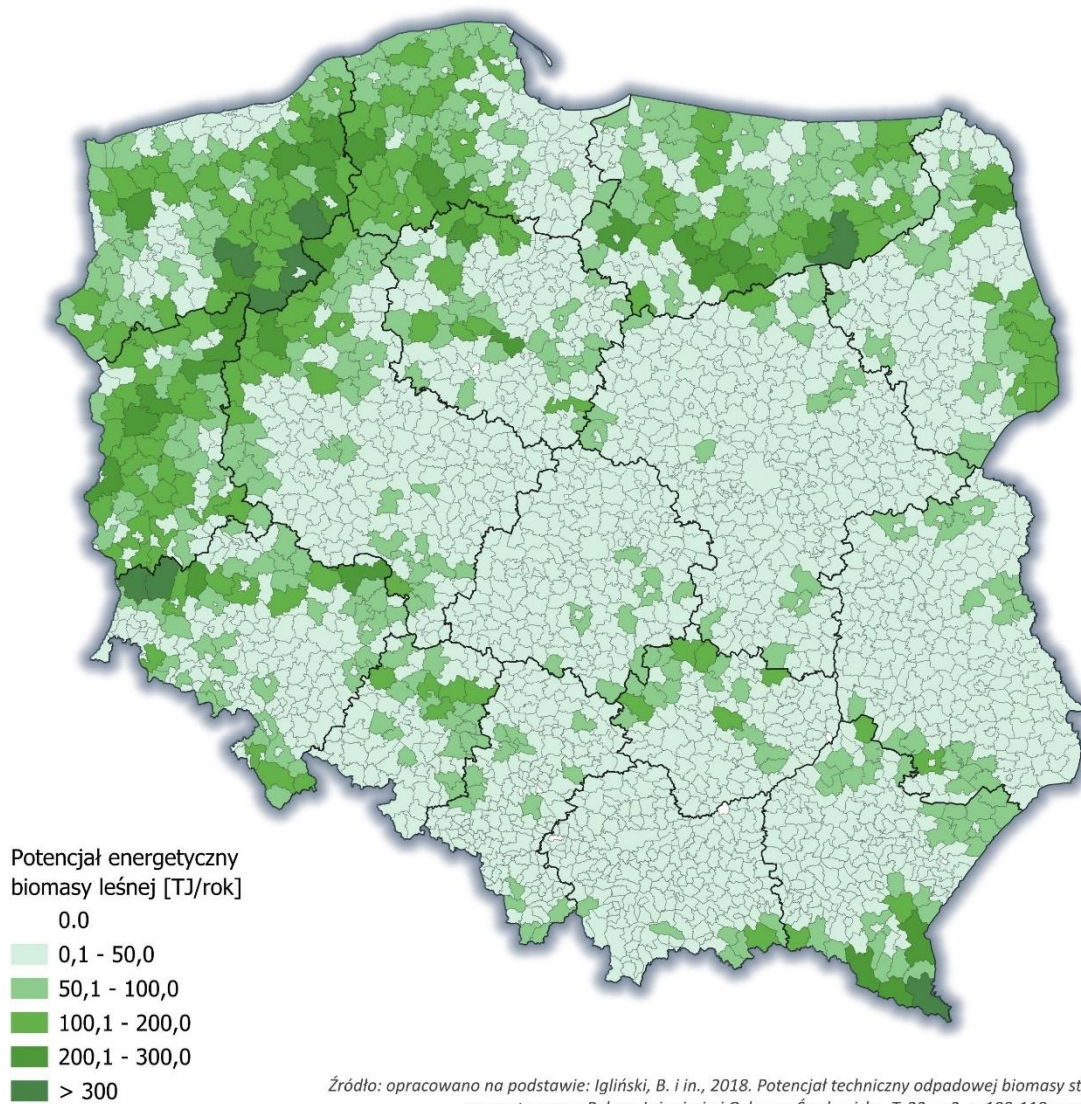 Potencjał energetyczny
biomasy leśnej [TJ/rok]
0.0
0,1 - 50,0
50,1 - 100,0
100,1 - 200,0
200,1 - 300,0
> 300
Źródło: opracowano na podstawie: Igliński, B. i in., 2018. Potencjał techniczny odpadowej biomasy